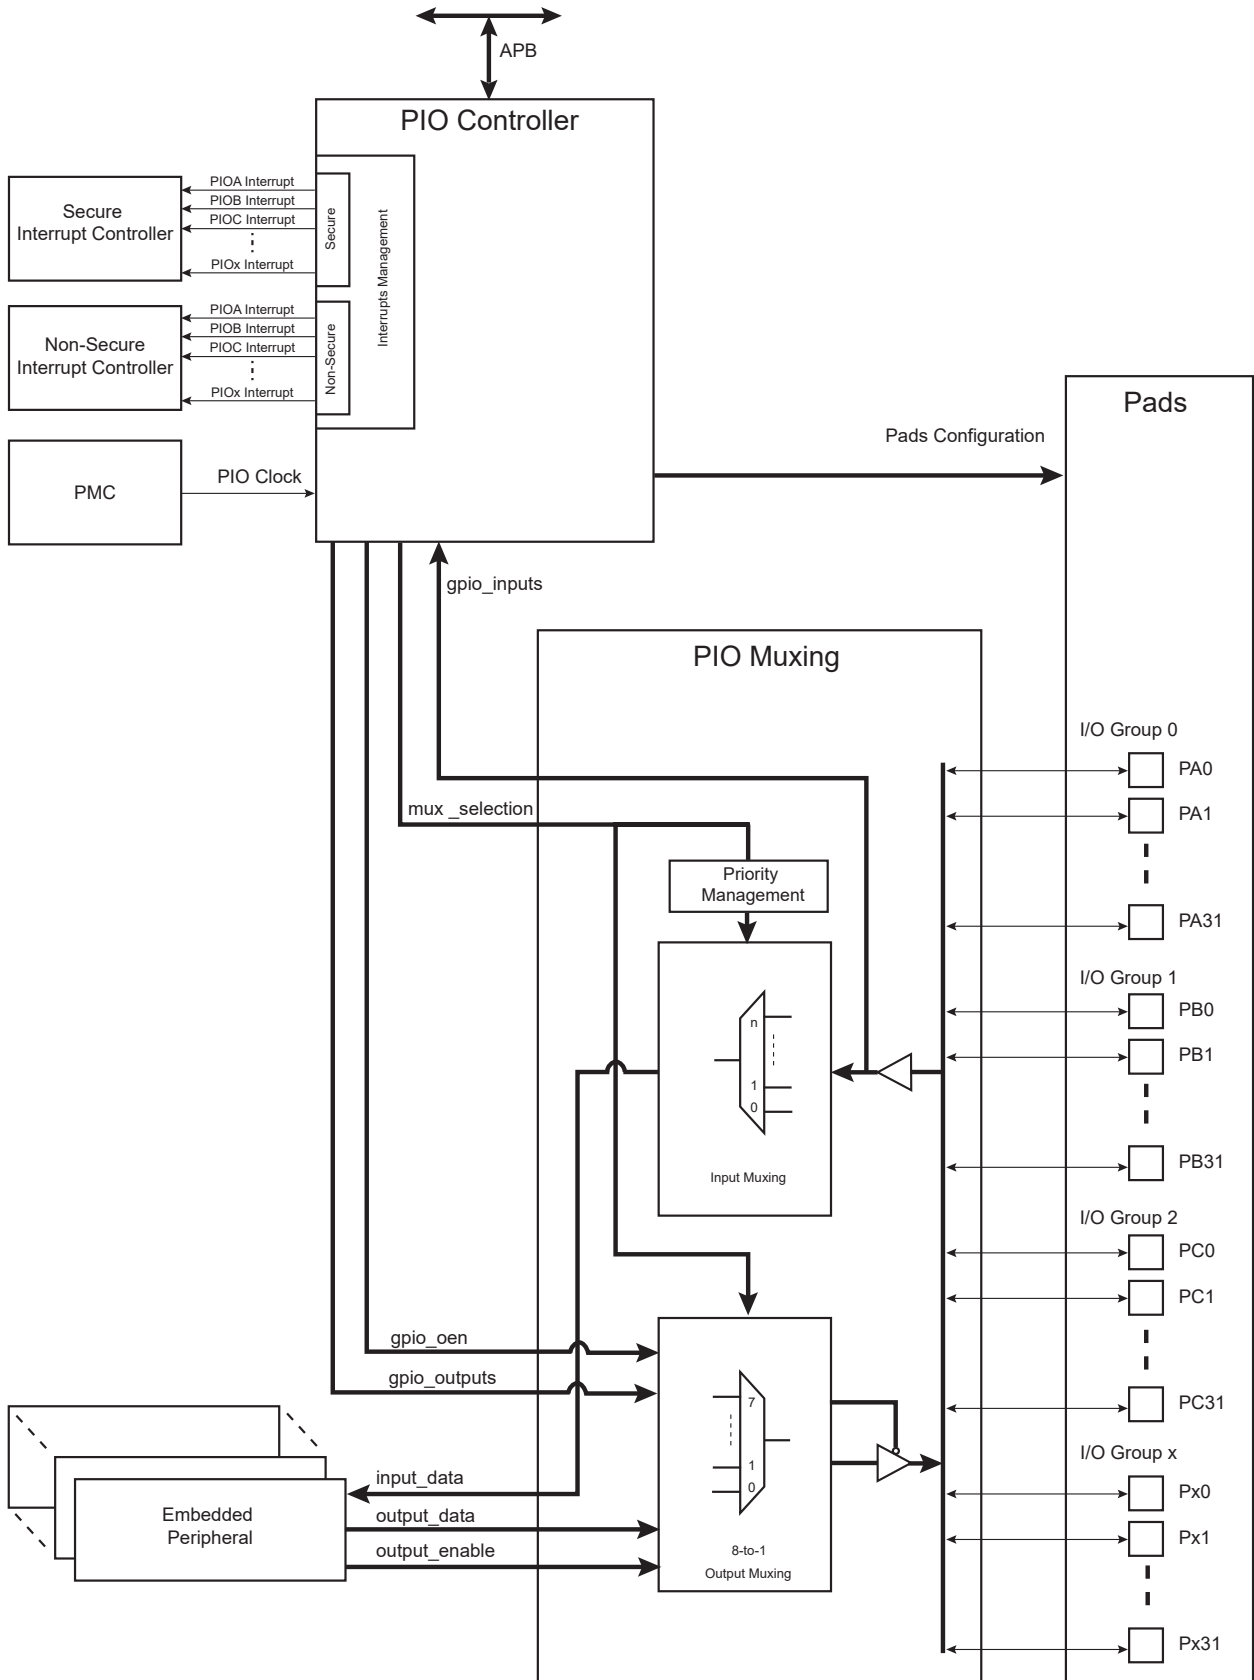 APB
PIO Controller
PIOA Interrupt
PIOB Interrupt
PIOC Interrupt
PIOx Interrupt
Secure
Interrupt Controller
Secure
Interrupts Management
PIOA Interrupt
PIOB Interrupt
PIOC Interrupt
PIOx Interrupt
Non-Secure
Interrupt Controller
Non-Secure
Pads
Pads Configuration
PIO Clock
PMC
gpio_inputs
PIO Muxing
I/O Group 0
PA0
mux _selection
PA1
Priority
Management
PA31
I/O Group 1
PB0
n
PB1
1
0
PB31
Input Muxing
I/O Group 2
PC0
PC1
gpio_oen
gpio_outputs
7
PC31
I/O Group x
1
0
input_data
Px0
Embedded
Peripheral
output_data
Px1
output_enable
8-to-1
Output Muxing
Px31